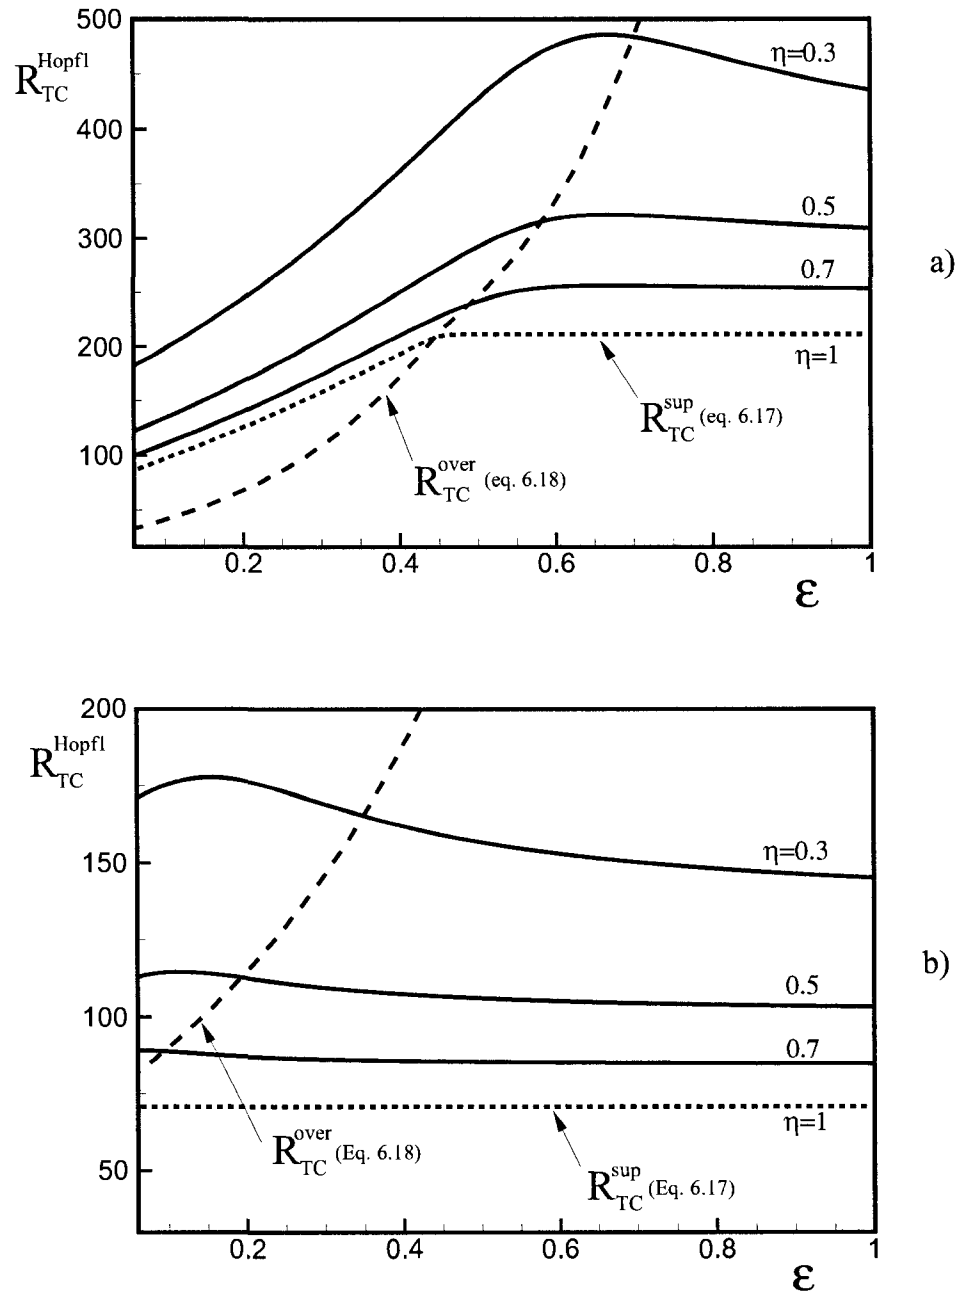 500
R_TC^Hopf1
η=0.3
400
0.5
300
a)
0.7
200
η=1
R_TC^sup (eq. 6.17)
100
R_TC^over (eq. 6.18)
0.2 0.4 0.6 0.8 1
ε
200
R_TC^Hopf1
150
η=0.3
b)
0.5
100
0.7
η=1
R_TC^over (Eq. 6.18)
50
R_TC^sup (Eq. 6.17)
0.2 0.4 0.6 0.8 1
ε